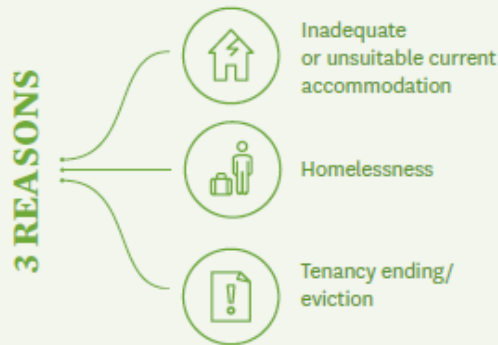 3 REASONS
Inadequate
or unsuitable current
accommodation
Homelessness
Tenancy ending/
eviction